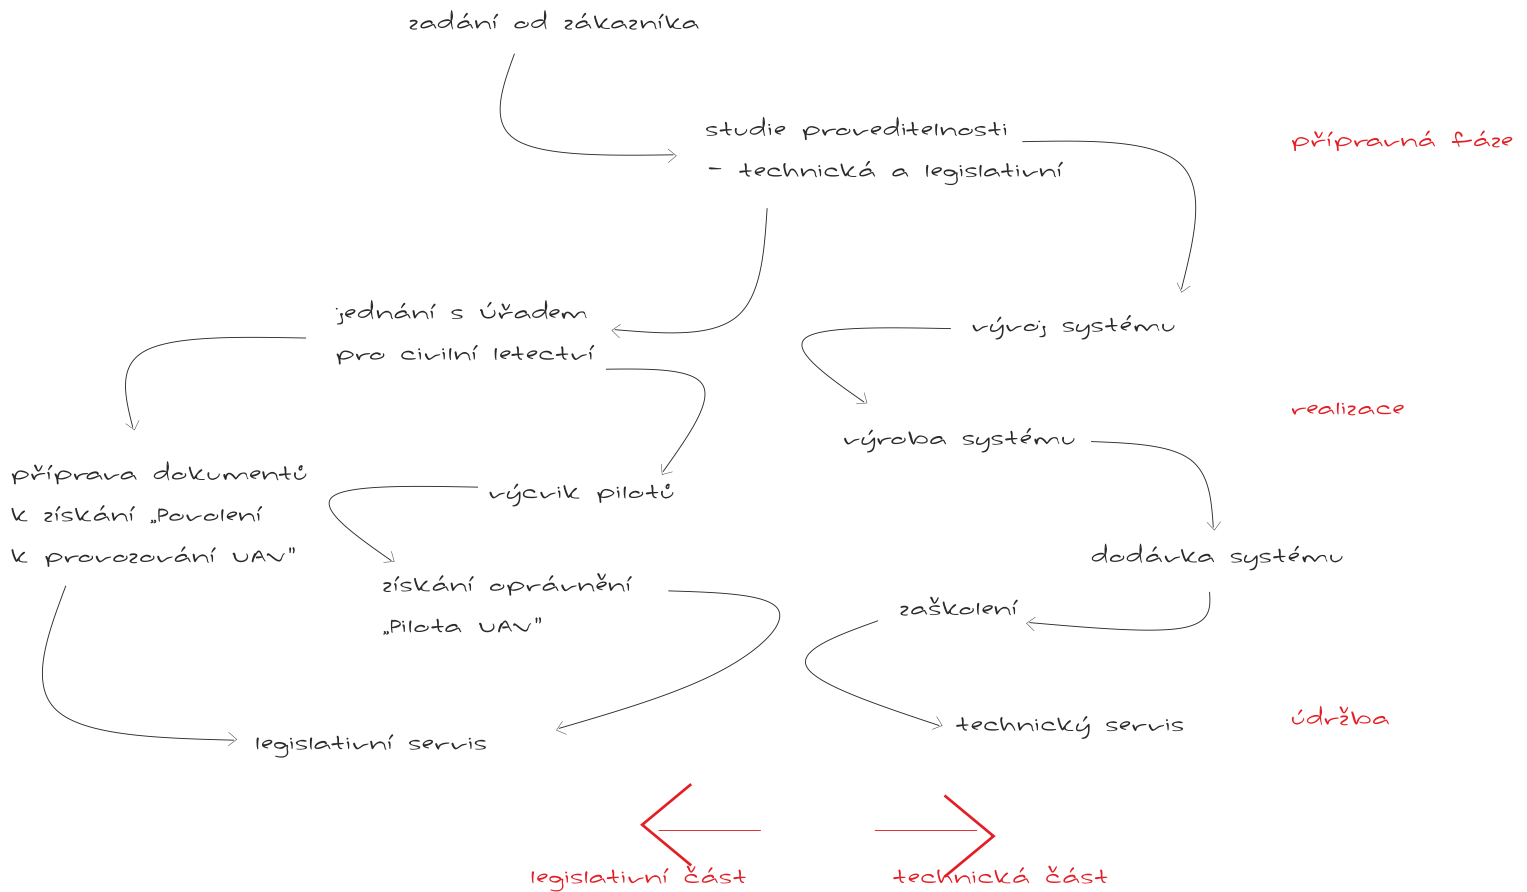 zadání od zákazníka
studie proveditelnosti
- technická a legislativní
přípravná fáze
jednání s Úřadem
pro civilní letectví
vývoj systému
realizace
výroba systému
příprava dokumentů
k získání „Povolení
k provozování UAV"
výcvik pilotů
získání oprávnění
„Pilota UAV"
dodávka systému
zaškolení
legislativní servis
technický servis
údržba
legislativní část
technická část